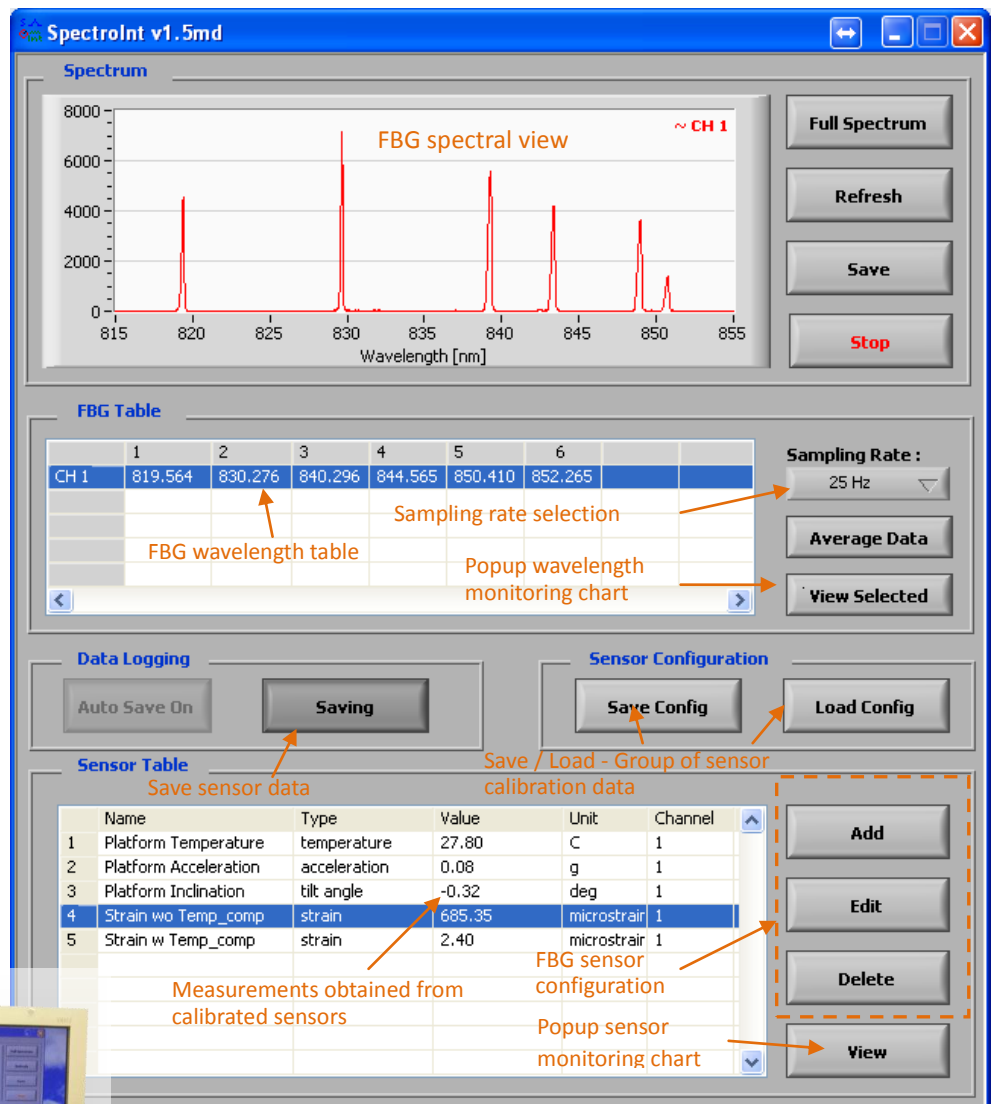 SpectroInt v1.5md
Spectrum
8000
6000
4000
2000
0
815 820 825 830 835 840 845 850 855
Wavelength [nm]
FBG spectral view
~ CH 1
Full Spectrum
Refresh
Save
Stop
FBG Table
1 2 3 4 5 6
CH 1 819.564 830.276 840.296 844.565 850.410 852.265
FBG wavelength table
Sampling rate selection
Popup wavelength
monitoring chart
Sampling Rate :
25 Hz
Average Data
View Selected
Data Logging
Auto Save On
Saving
Save sensor data
Sensor Configuration
Save Config
Load Config
Save / Load - Group of sensor
calibration data
Sensor Table
Name Type Value Unit Channel
1 Platform Temperature temperature 27.80 C 1
2 Platform Acceleration acceleration 0.08 g 1
3 Platform Inclination tilt angle -0.32 deg 1
4 Strain wo Temp_comp strain 685.35 microstrair 1
5 Strain w Temp_comp strain 2.40 microstrair 1
Measurements obtained from
calibrated sensors
FBG sensor
configuration
Popup sensor
monitoring chart
Add
Edit
Delete
View